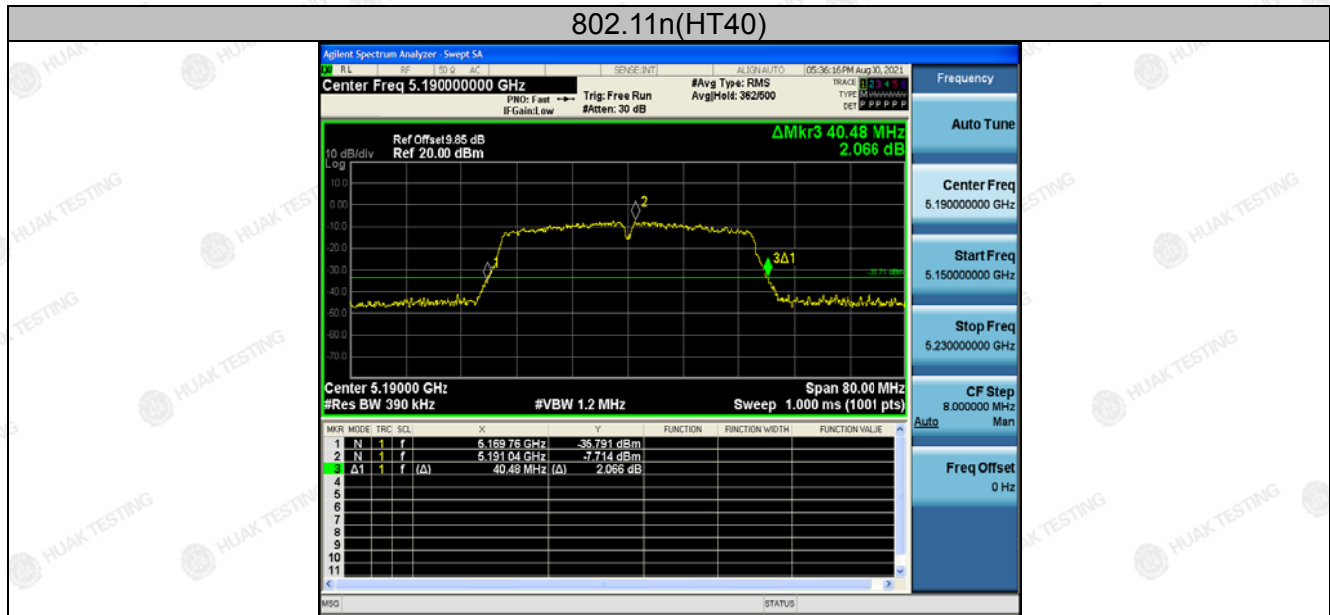 802.11n(HT40)
Agilent Spectrum Analyzer - Swept SA
RL RF 50 Ω AC SENSE:INT ALIGNAUTO 05:36:16 PM Aug 30, 2021
Center Freq 5.190000000 GHz
PNO: Fast
IFGain:Low
Trig: Free Run
#Atten: 30 dB
#Avg Type: RMS
Avg|Hold: 362/500
TRACE 1 2 3 4 5 6
TYPE
DET P P P P P P
ΔMkr3 40.48 MHz
2.066 dB
Ref Offset 9.85 dB
10 dB/div Ref 20.00 dBm
Log
10.0
0.00
-10.0
-20.0
-30.0
-40.0
-50.0
-60.0
-70.0
1
2
3Δ1
Center 5.19000 GHz Span 80.00 MHz
#Res BW 390 kHz #VBW 1.2 MHz Sweep 1.000 ms (1001 pts)
MKR MODE TRC SCL X Y FUNCTION FUNCTION WIDTH FUNCTION VALUE
1 N 1 f 5.169 76 GHz -35.791 dBm
2 N 1 f 5.191 04 GHz -7.714 dBm
3 Δ1 1 f (Δ) 40.48 MHz (Δ) 2.066 dB
4
5
6
7
8
9
10
11
MSG STATUS
Frequency
Auto Tune
Center Freq
5.190000000 GHz
Start Freq
5.150000000 GHz
Stop Freq
5.230000000 GHz
CF Step
8.000000 MHz
Auto Man
Freq Offset
0 Hz
HUAK TESTING